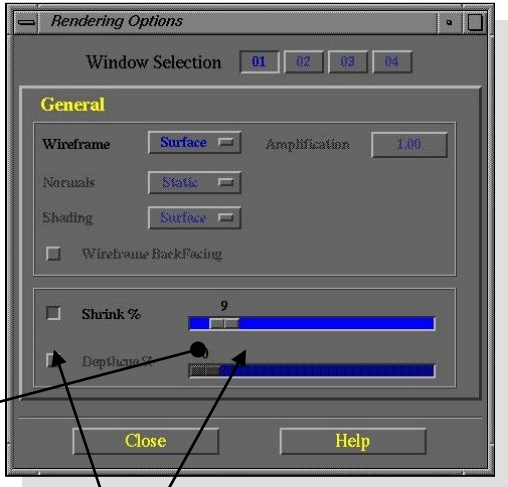 Rendering Options
Window Selection 01 02 03 04
General
Wireframe Surface Amplification 1.00
Normals Static
Shading Surface
Wireframe BackFacing
9
Shrink %
0
Depthcue %
Close Help